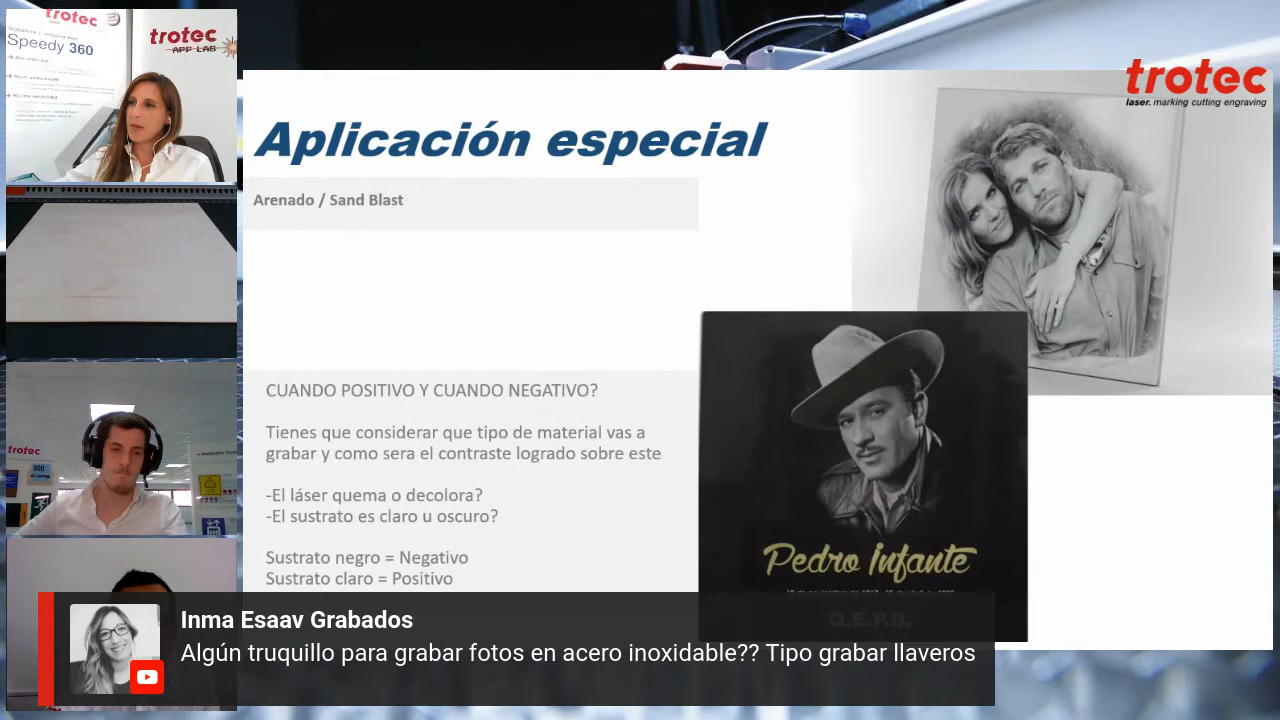 trotec
Speedy 360
trotec
APP LAB
trotec
laser. marking cutting engraving
Aplicación especial
Arenado / Sand Blast
CUANDO POSITIVO Y CUANDO NEGATIVO?
Tienes que considerar que tipo de material vas a
grabar y como sera el contraste logrado sobre este
-El láser quema o decolora?
-El sustrato es claro u oscuro?
Sustrato negro = Negativo
Sustrato claro = Positivo
Pedro Infante
Q.E.P.D.
trotec
900
Inma Esaav Grabados
Algún truquillo para grabar fotos en acero inoxidable?? Tipo grabar llaveros